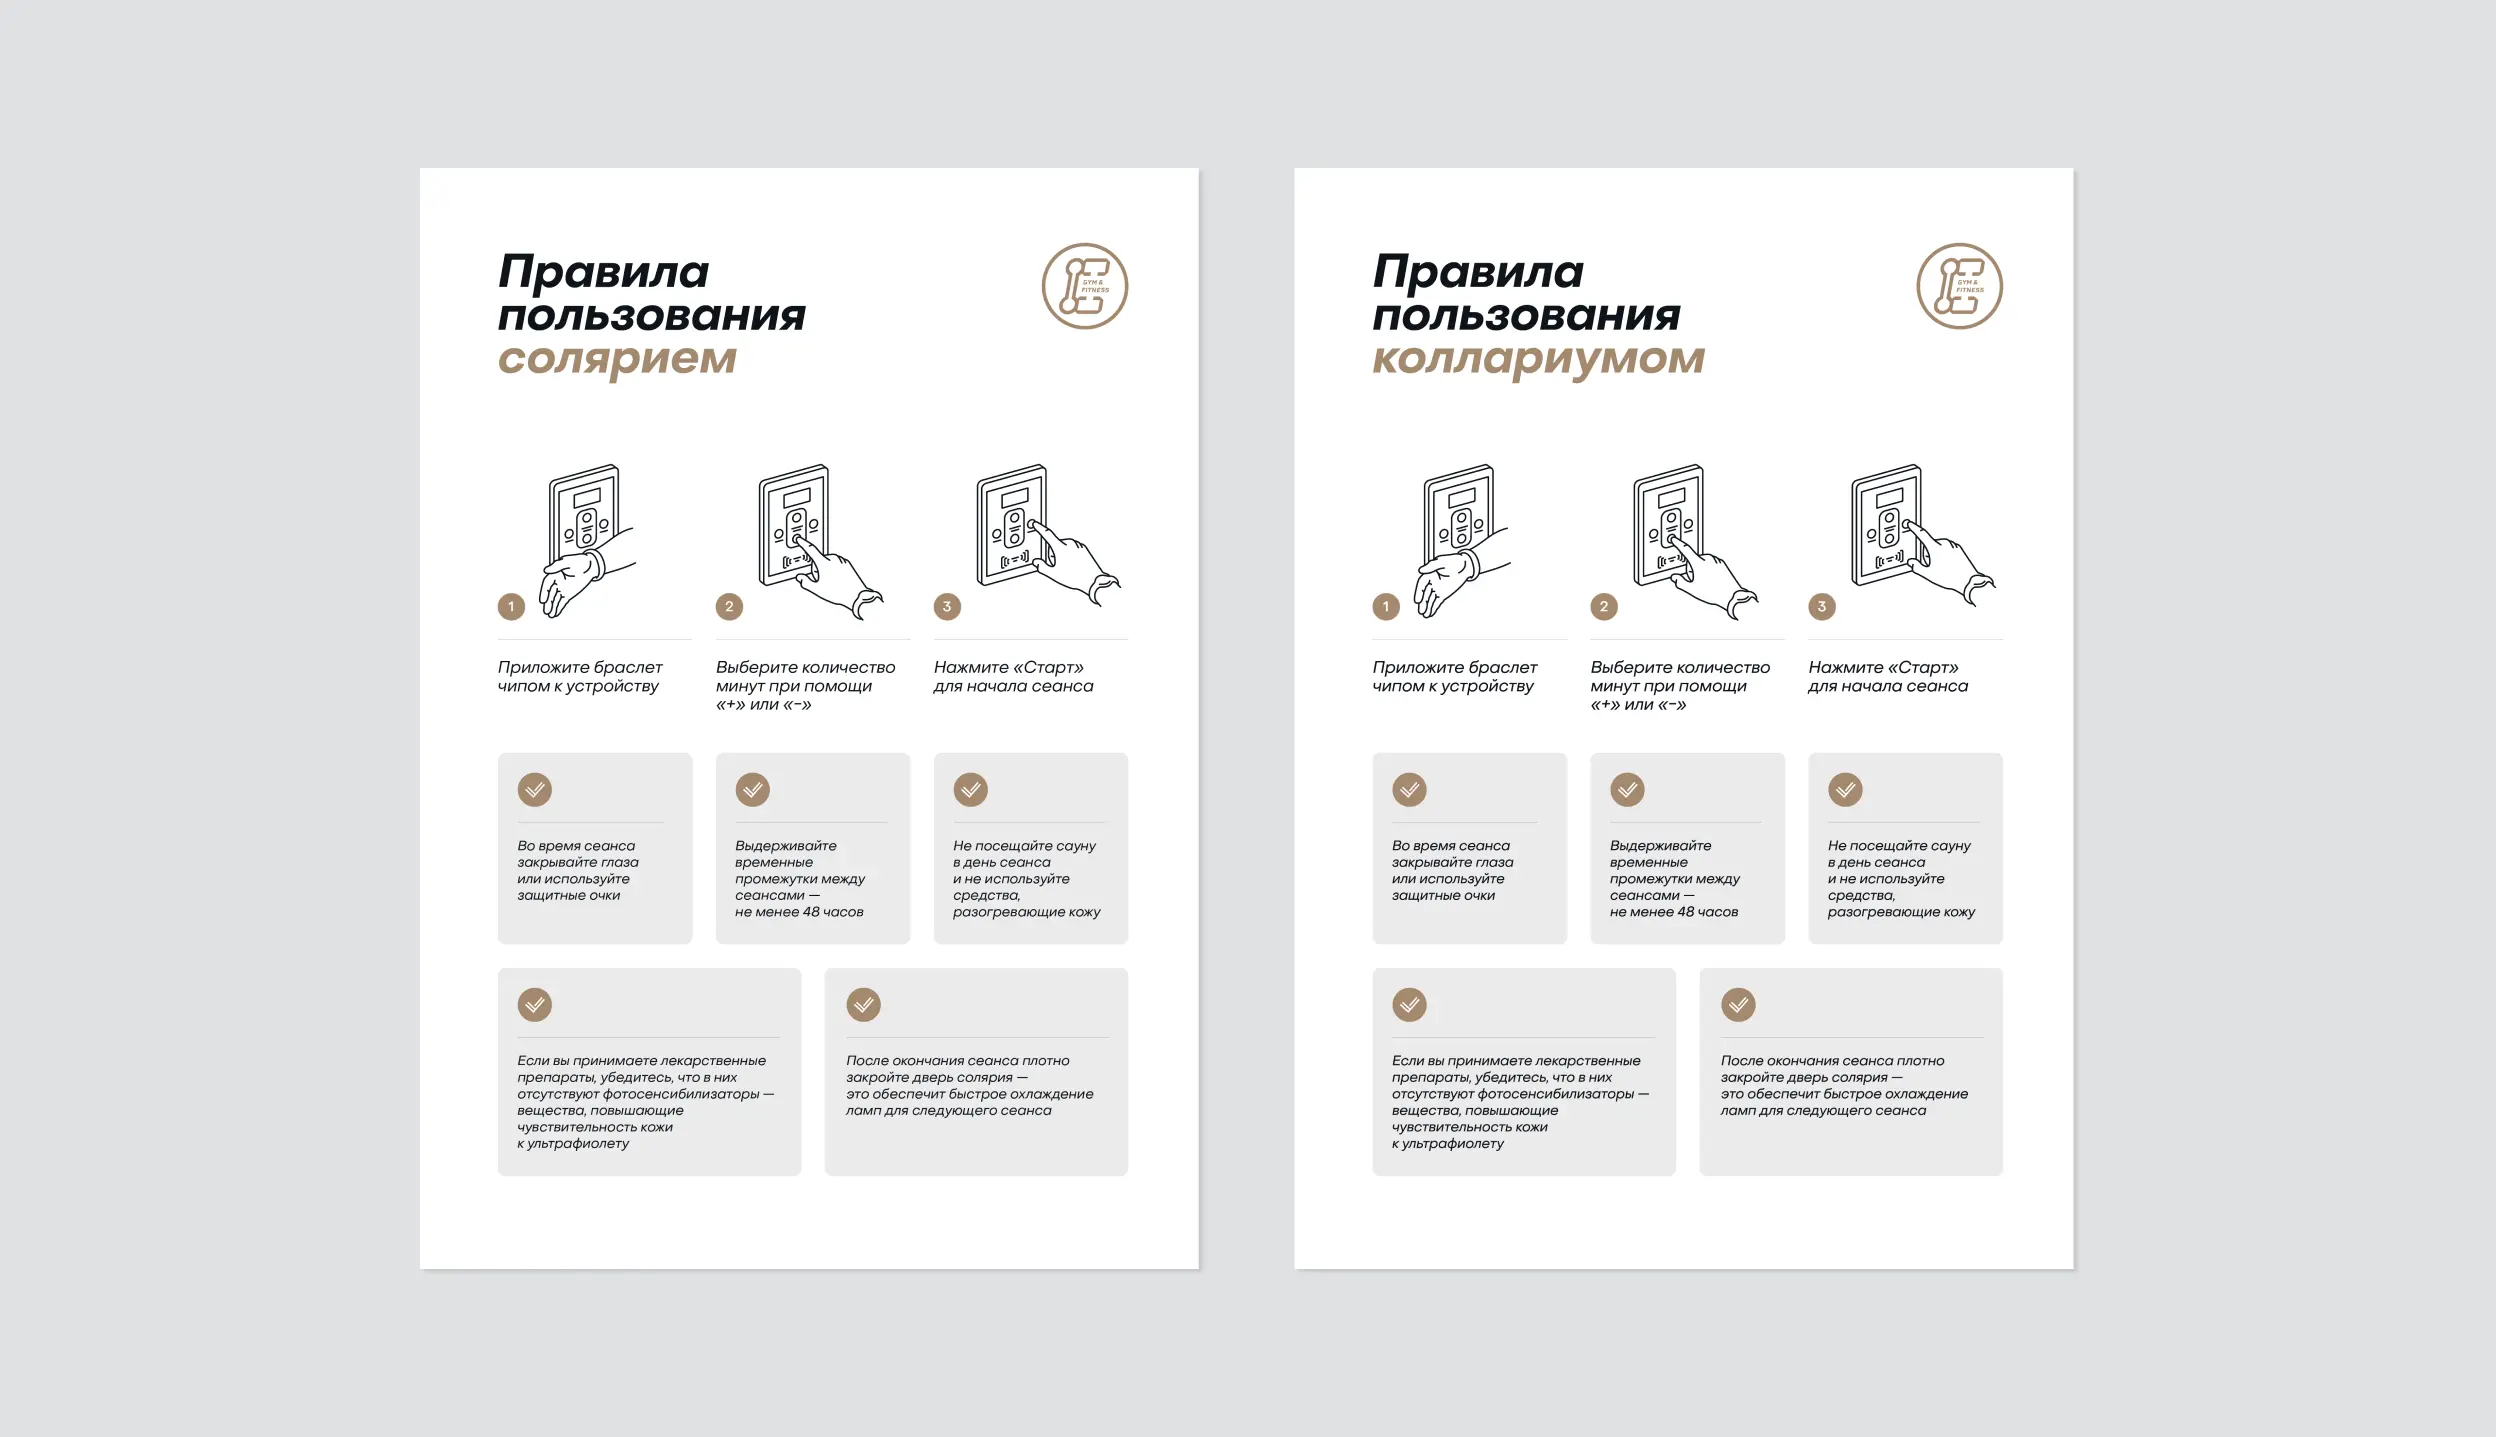 Правила
пользования
солярием
GYM &
FITNESS
1
2
3
Приложите браслет
чипом к устройству
Выберите количество
минут при помощи
«+» или «-»
Нажмите «Старт»
для начала сеанса
Во время сеанса
закрывайте глаза
или используйте
защитные очки
Выдерживайте
временные
промежутки между
сеансами —
не менее 48 часов
Не посещайте сауну
в день сеанса
и не используйте
средства,
разогревающие кожу
Если вы принимаете лекарственные
препараты, убедитесь, что в них
отсутствуют фотосенсибилизаторы —
вещества, повышающие
чувствительность кожи
к ультрафиолету
После окончания сеанса плотно
закройте дверь солярия —
это обеспечит быстрое охлаждение
ламп для следующего сеанса
Правила
пользования
коллариумом
GYM &
FITNESS
1
2
3
Приложите браслет
чипом к устройству
Выберите количество
минут при помощи
«+» или «-»
Нажмите «Старт»
для начала сеанса
Во время сеанса
закрывайте глаза
или используйте
защитные очки
Выдерживайте
временные
промежутки между
сеансами —
не менее 48 часов
Не посещайте сауну
в день сеанса
и не используйте
средства,
разогревающие кожу
Если вы принимаете лекарственные
препараты, убедитесь, что в них
отсутствуют фотосенсибилизаторы —
вещества, повышающие
чувствительность кожи
к ультрафиолету
После окончания сеанса плотно
закройте дверь солярия —
это обеспечит быстрое охлаждение
ламп для следующего сеанса